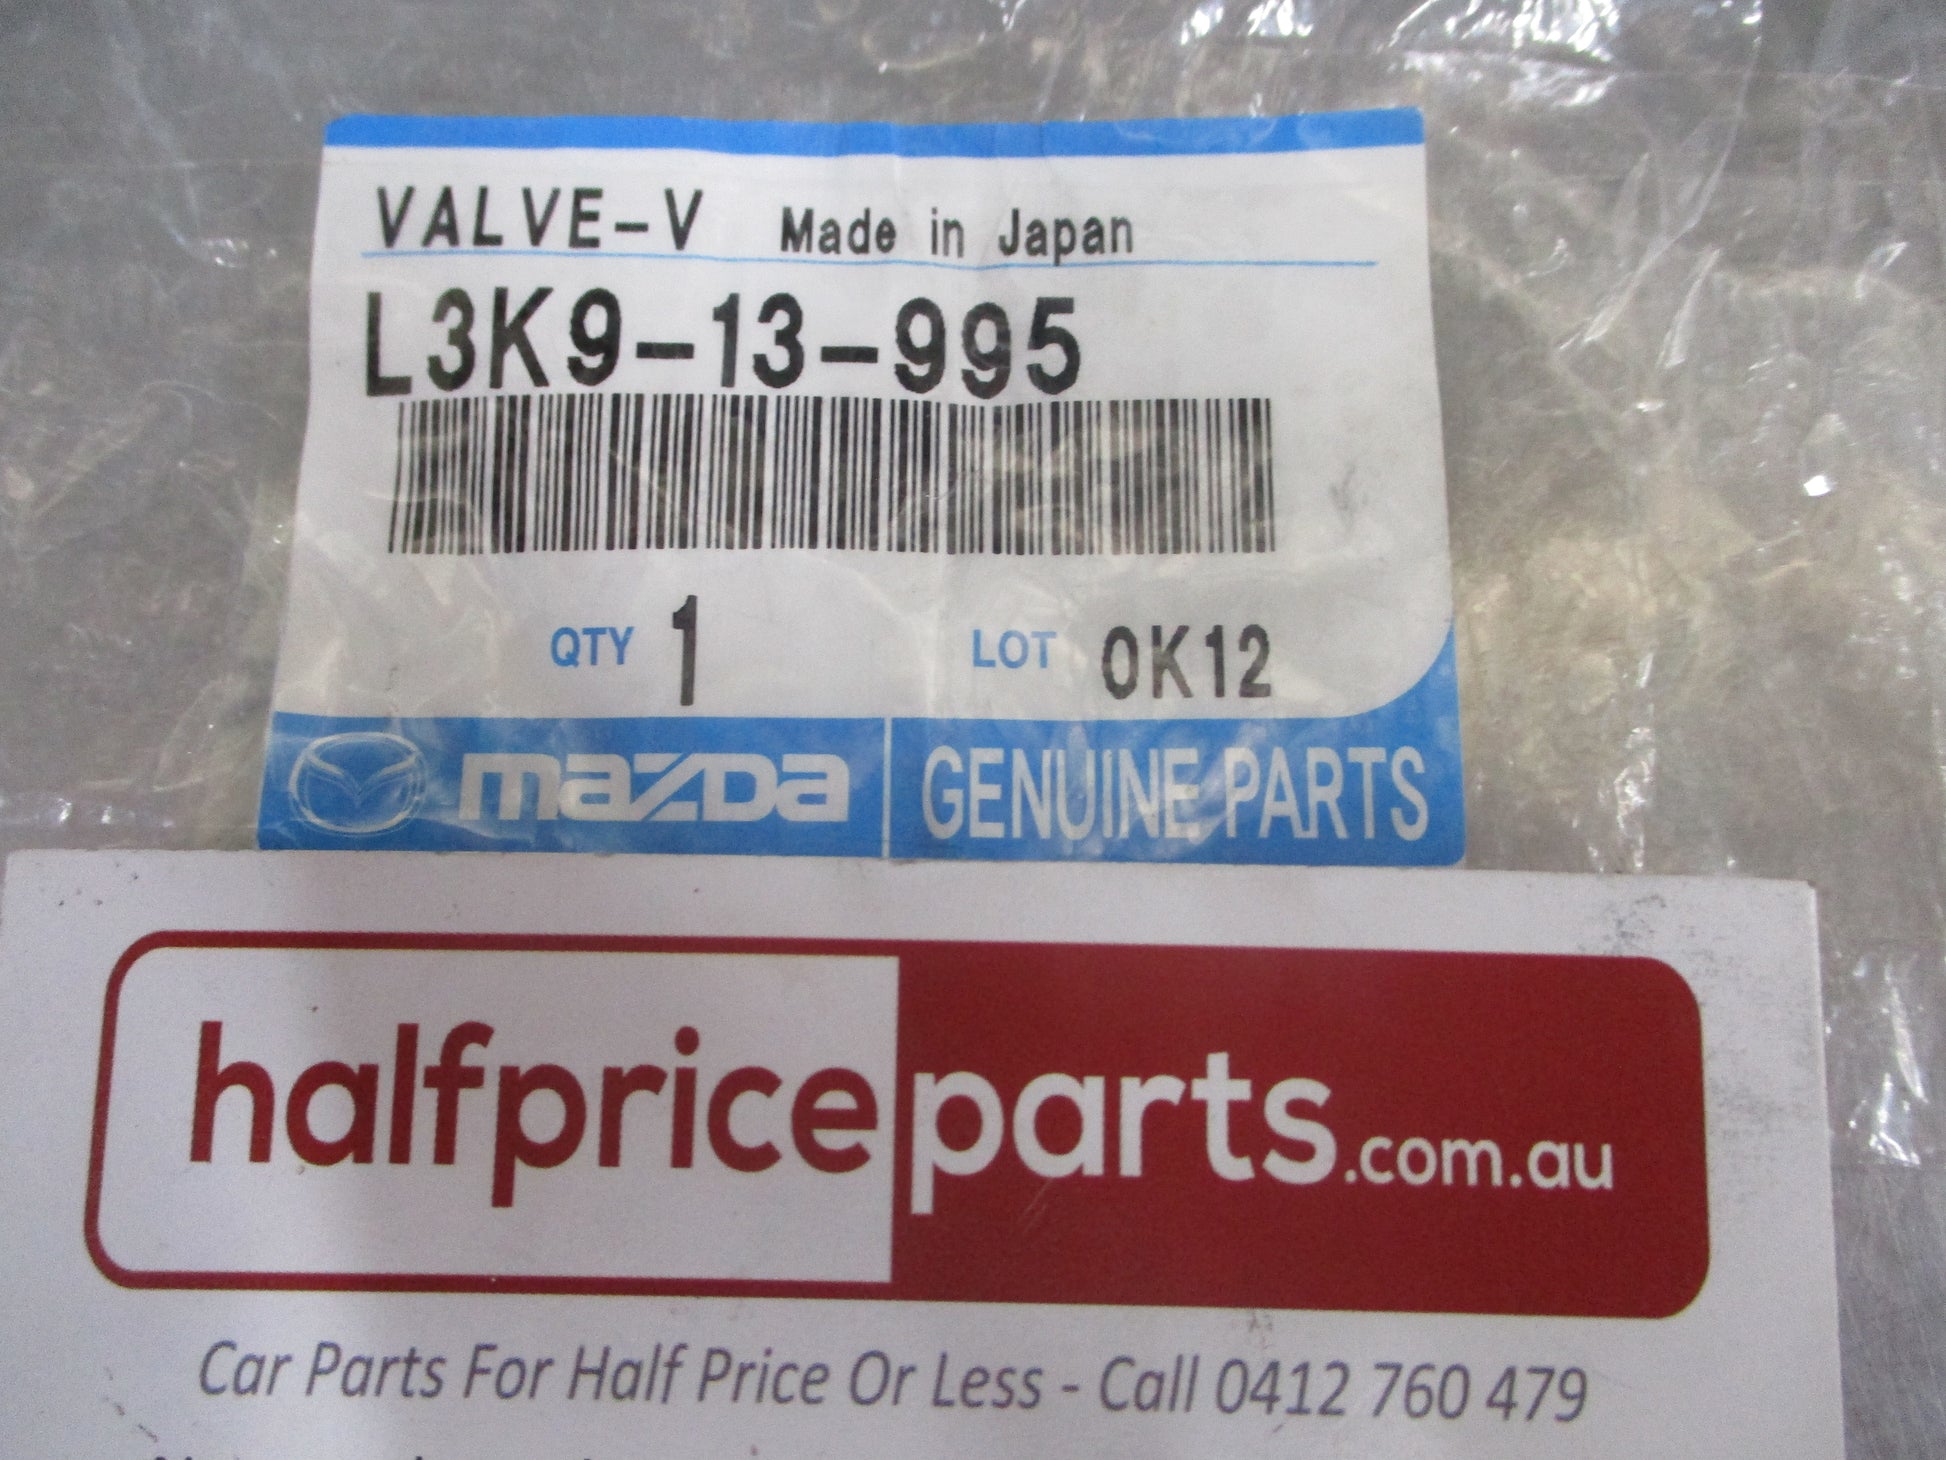 VALVE-V Made in Japan
L3K9-13-995
QTY 1 LOT 0K12
mazda GENUINE PARTS
halfpriceparts.com.au
Car Parts For Half Price Or Less - Call 0412 760 479